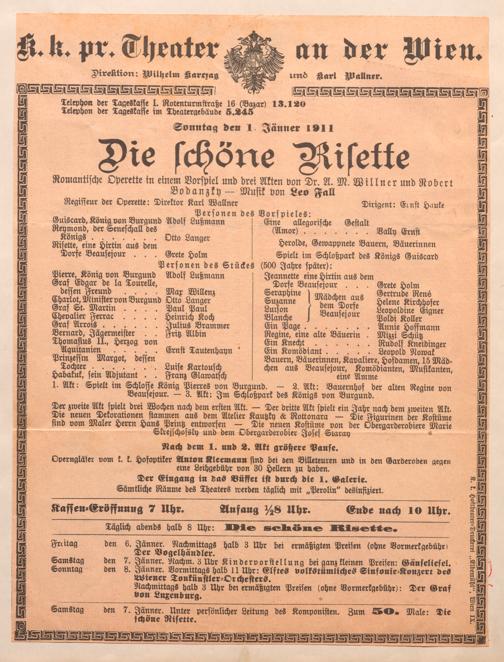 K. k. pr. Theater an der Wien.
Direktion: Wilhelm Karczag und Karl Wallner.
Telephon der Tageskasse I. Rotenturmstraße 16 (Bazar) 13.120
Telephon der Tageskasse im Theatergebäude 5.245
Sonntag den 1. Jänner 1911
Die schöne Risette
Romantische Operette in einem Vorspiel und drei Akten von Dr. A. M. Willner und Robert
Bodanzky — Musik von Leo Fall
Regisseur der Operette: Direktor Karl Wallner Dirigent: Ernst Hauke
Personen des Vorspieles:
Guiscard, König von Burgund Adolf Lußmann
Reymond, der Seneschall des
Königs . . . . . . . Otto Langer
Risette, eine Hirtin aus dem
Dorfe Beausejour . . . Grete Holm
Eine allegorische Gestalt
(Amor) . . . . . . . Bally Ernst
Herolde, Gewappnete Bauern, Bäuerinnen
Spielt im Schloßpark des Königs Guiscard
Personen des Stückes (500 Jahre später):
Pierre, König von Burgund Adolf Lußmann
Graf Edgar de la Tourelle,
dessen Freund . . . . Max Willenz
Charlot, Minister von Burgund Otto Langer
Graf St. Martin . . . . Paul Paul
Chevalier Ferrac . . . . Heinrich Koch
Graf Arrois . . . . . . Julius Brammer
Bernard, Jägermeister . . Fritz Albin
Thomasius II., Herzog von
Aquitanien . . . . . Ernst Tautenhayn
Prinzessin Margot, dessen
Tochter . . . . . . Luise Kartousch
Habakuk, sein Adjutant . Franz Glawatsch
Jeannette eine Hirtin aus dem
Dorfe Beausejour . . . Grete Holm
Seraphine Gertrude René
Suzanne Mädchen aus Helene Kirchhofer
Luison dem Dorfe Leopoldine Eigner
Blanche Beausejour Poldi Koller
Ein Page . . . . . . Annie Hoffmann
Regine, eine alte Bäuerin . Mizzi Schütz
Ein Knecht . . . . . . Rudolf Kneidinger
Ein Komödiant . . . . Leopold Nowak
Bauern, Bäuerinnen, Kavaliere, Hofdamen, 15 Mäd-
chen aus Beausejour, Komödianten, Musikanten,
eine Amme
1. Akt: Spielt im Schlosse König Pierres von Burgund. — 2. Akt: Bauernhof der alten Regine von
Beausejour. — 3. Akt: Im Schloßpark des Königs von Burgund.
Der zweite Akt spielt drei Wochen nach dem ersten Akt. — Der dritte Akt spielt ein Jahr nach dem zweiten Akt.
Die neuen Dekorationen stammen aus dem Atelier Kautsky & Rottonara — Die Figurinen der Kostüme
sind vom Maler Herrn Hans Printz entworfen — Die neuen Kostüme von der Obergarderobiere Marie
und dem Obergarderobier Josef
Nach dem 1. und 2. Akt größere Pause.
Operngläser vom k. k. Hofoptiker Anton Kleemann sind bei den Billeteuren und in den Garderoben gegen
eine Leihgebühr von 30 Hellern zu haben.
Der Eingang in das Büffet ist durch die 1. Galerie.
Sämtliche Räume des Theaters werden täglich mit „Perolin" desinfiziert.
Kassen-Eröffnung 7 Uhr. Anfang ½8 Uhr. Ende nach 10 Uhr.
Täglich abends halb 8 Uhr: Die schöne Risette.
Freitag den 6. Jänner. Nachmittags halb 3 Uhr bei ermäßigten Preisen (ohne Vormerkgebühr):
Der Vogelhändler.
Samstag den 7. Jänner. Nachm. 3 Uhr Kindervorstellung bei ganz kleinen Preisen: Gänseliesel.
Sonntag den 8. Jänner. Vormittags halb 11 Uhr: Elftes volkstümliches Sinfonie-Konzert des
Wiener Tonkünstler-Orchesters.
Nachmittags halb 3 Uhr bei ermäßigten Preisen (ohne Vormerkgebühr): Der Graf
von Luxenburg.
Samstag den 7. Jänner. Unter persönlicher Leitung des Komponisten. Zum 50. Male: Die
schöne Risette.
K. k. Hoftheater-Druckerei „Elbemühl", Wien IX.